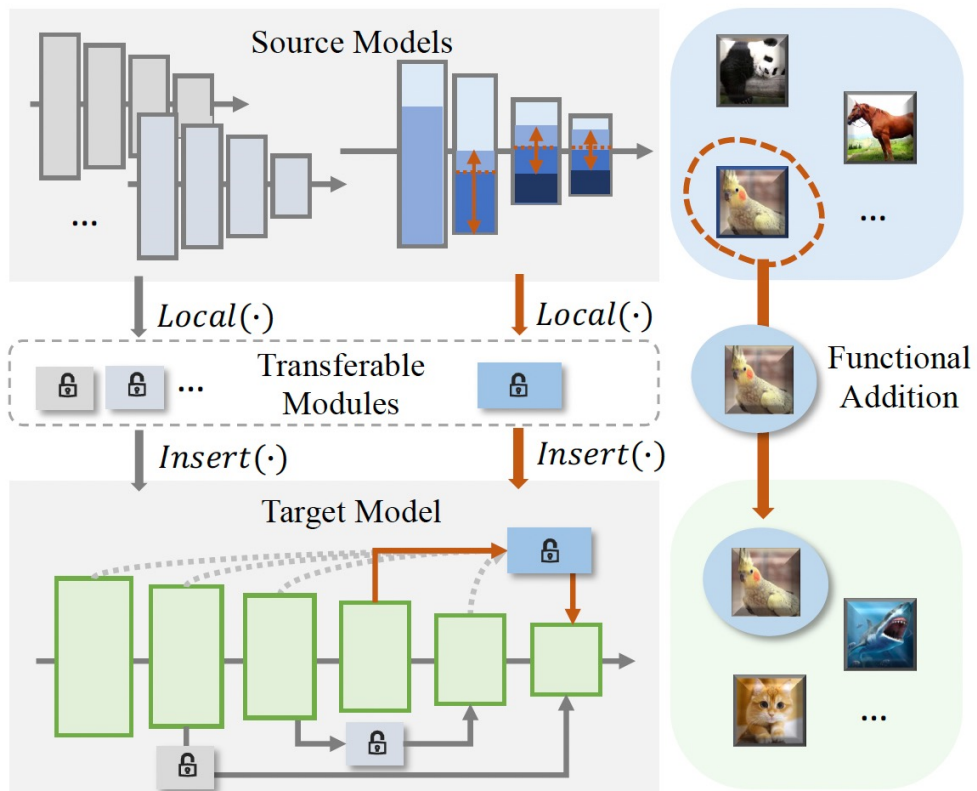 Source Models
...
...
Local(·)
Local(·)
Transferable
Modules
...
Functional
Addition
Insert(·)
Insert(·)
Target Model
...